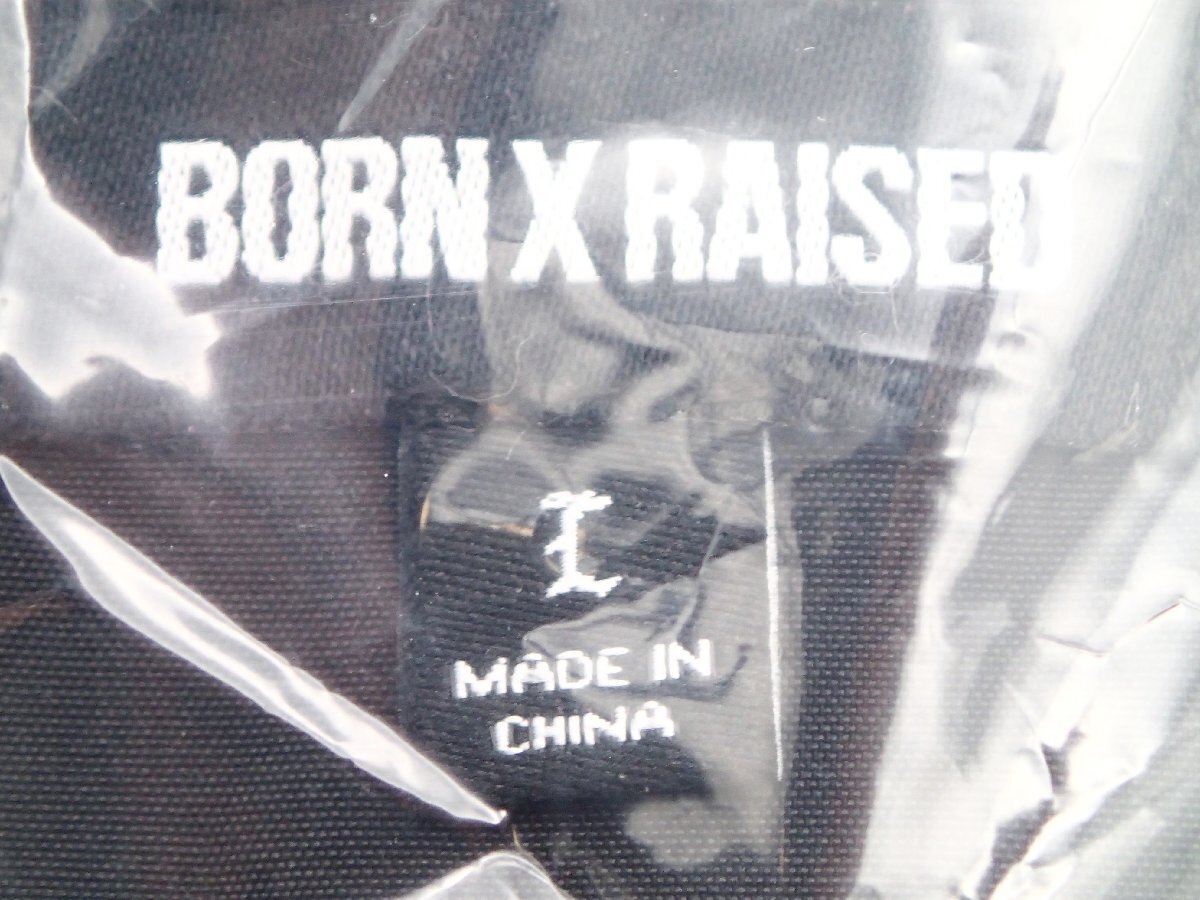 BORN X RAISED
L
MADE IN
CHINA